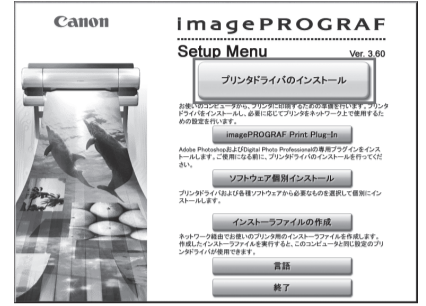 Canon
imagePROGRAF
Setup Menu
Ver. 3.60
プリンタドライバのインストール
お使いのコンピュータから、プリンタに印刷するための準備を行います。プリンタ
ドライバをインストールし、必要に応じてプリンタをネットワーク上で使用するた
めの設定を行います。
imagePROGRAF Print Plug-In
Adobe PhotoshopおよびDigital Photo Professionalの専用プラグインをインス
トールします。ご使用になる前に、プリンタドライバのインストールを行ってくだ
さい。
ソフトウェア個別インストール
プリンタドライバおよび各種ソフトウェアから必要なものを選択して個別にイン
ストールします。
インストーラファイルの作成
ネットワーク経由でお使いのプリンタ用のインストーラファイルを作成します。
作成したインストーラファイルを実行すると、このコンピュータと同じ設定のプリ
ンタドライバが使用できます。
言語
終了